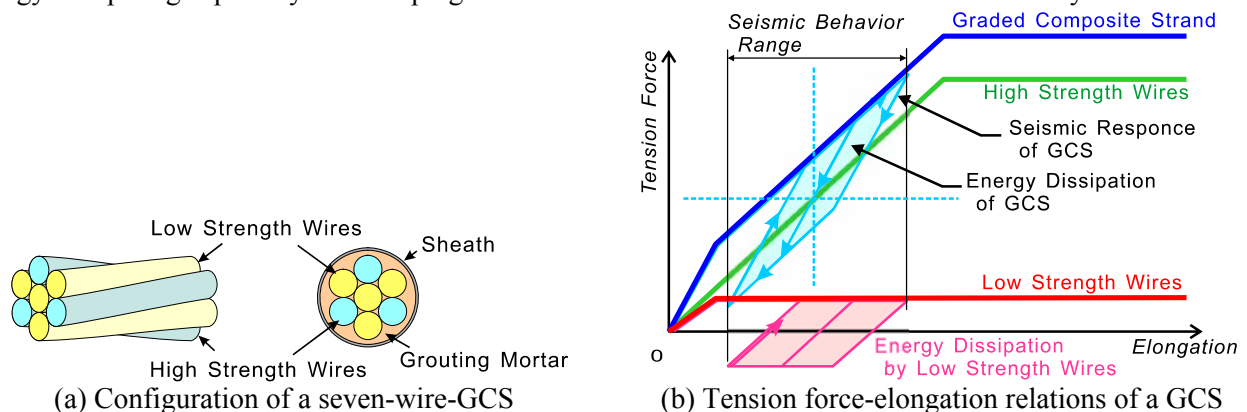 Seismic Behavior
Range
Graded Composite Strand
High Strength Wires
Seismic Responce
of GCS
Energy Dissipation
of GCS
Tension Force
Low Strength Wires
Sheath
Low Strength Wires
High Strength Wires
Grouting Mortar
O
Elongation
Energy Dissipation
by Low Strength Wires
(a) Configuration of a seven-wire-GCS
(b) Tension force-elongation relations of a GCS